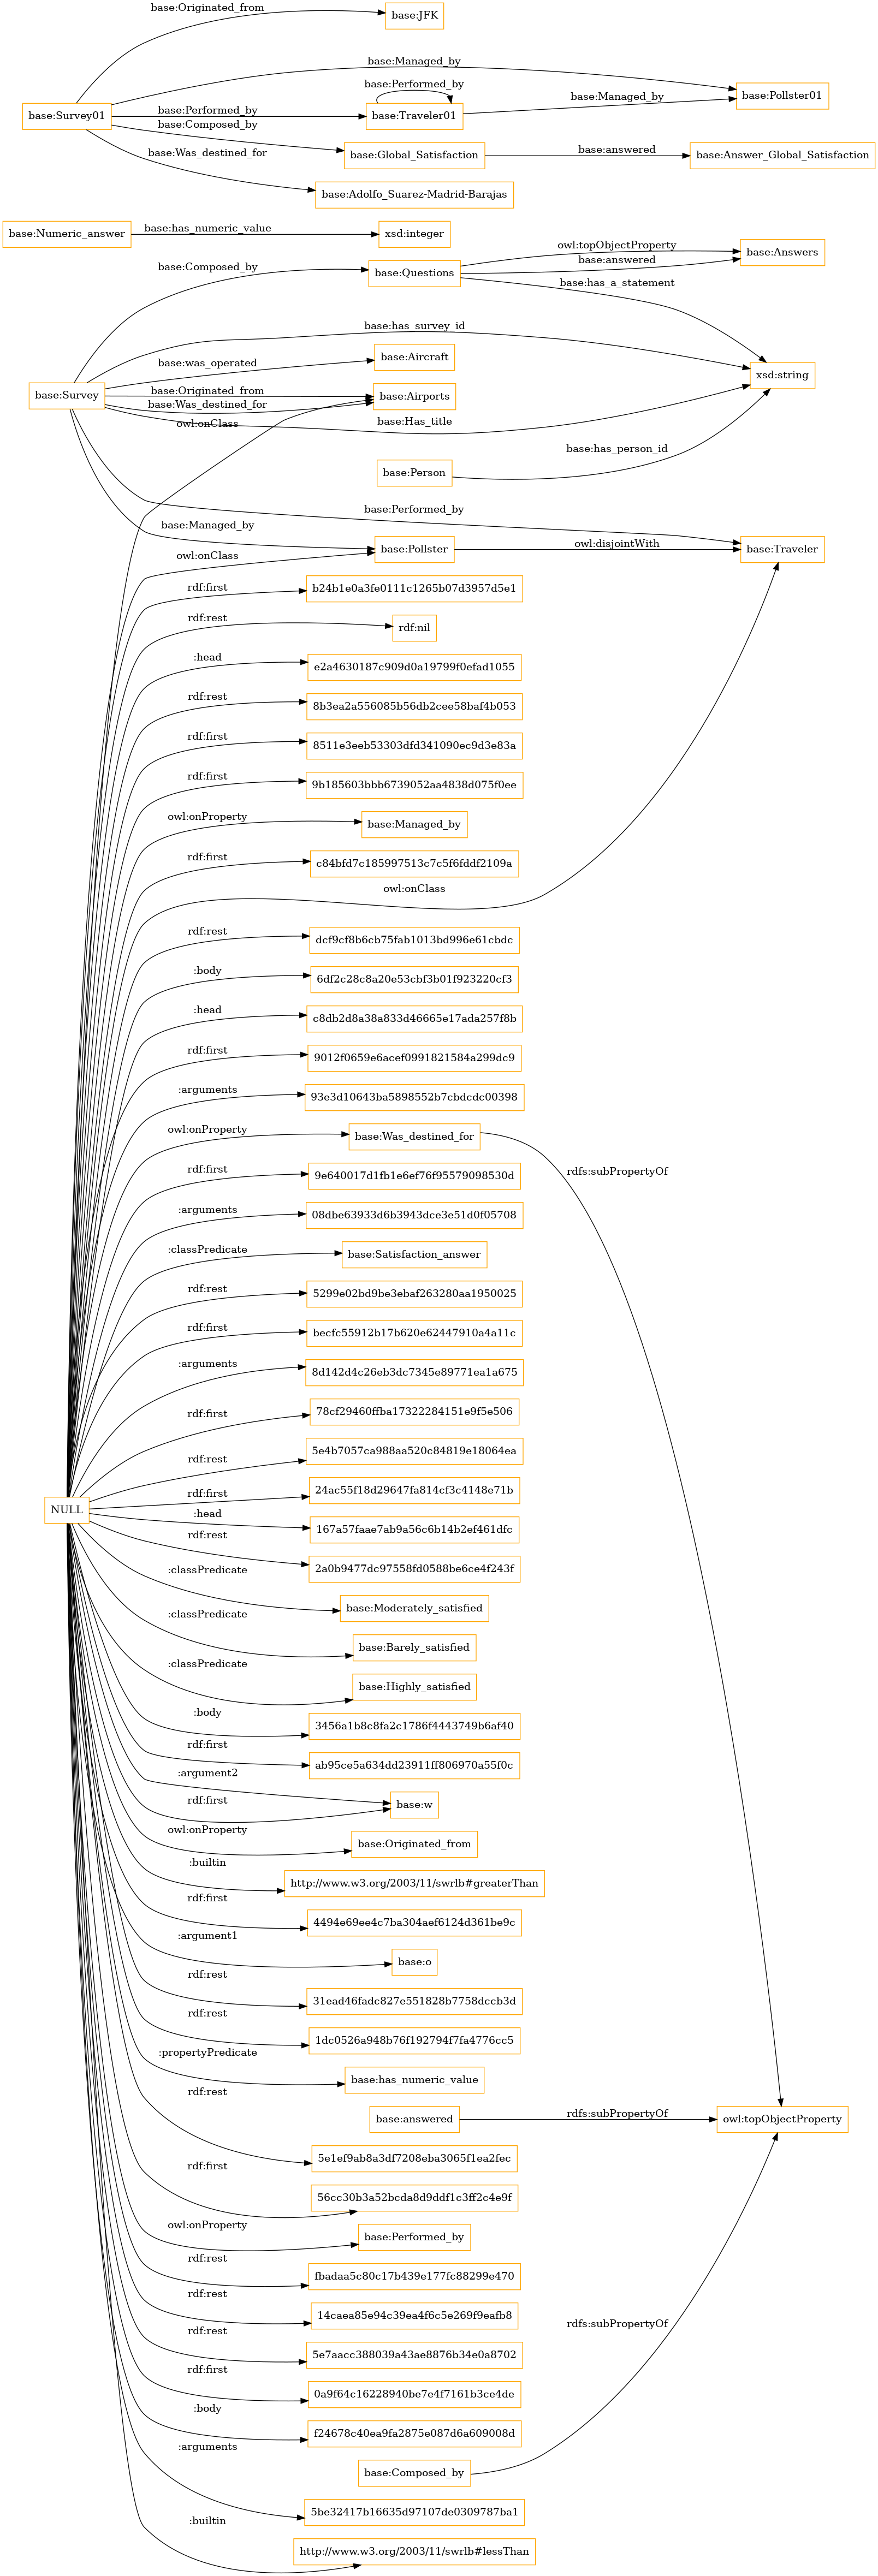 base:Originated_from
base:JFK
base:Managed_by
base:Performed_by
base:Pollster01
base:Managed_by
base:Survey01
base:Performed_by
base:Traveler01
base:Composed_by
base:Global_Satisfaction
base:answered
base:Answer_Global_Satisfaction
base:Was_destined_for
base:Adolfo_Suarez-Madrid-Barajas
base:Numeric_answer
base:has_numeric_value
xsd:integer
owl:topObjectProperty
base:Answers
base:Composed_by
base:Questions
base:answered
base:has_a_statement
base:has_survey_id
base:was_operated
base:Aircraft
xsd:string
base:Survey
base:Originated_from
base:Airports
base:Was_destined_for
owl:onClass
base:Has_title
base:Person
base:has_person_id
base:Performed_by
base:Managed_by
base:Pollster
owl:disjointWith
base:Traveler
owl:onClass
rdf:first
b24b1e0a3fe0111c1265b07d3957d5e1
rdf:rest
rdf:nil
:head
e2a4630187c909d0a19799f0efad1055
rdf:rest
8b3ea2a556085b56db2cee58baf4b053
rdf:first
8511e3eeb53303dfd341090ec9d3e83a
rdf:first
9b185603bbb6739052aa4838d075f0ee
owl:onProperty
base:Managed_by
rdf:first
c84bfd7c185997513c7c5f6fddf2109a
owl:onClass
rdf:rest
dcf9cf8b6cb75fab1013bd996e61cbdc
:body
6df2c28c8a20e53cbf3b01f923220cf3
:head
c8db2d8a38a833d46665e17ada257f8b
rdf:first
9012f0659e6acef0991821584a299dc9
:arguments
93e3d10643ba5898552b7cbdcdc00398
owl:onProperty
base:Was_destined_for
rdfs:subPropertyOf
rdf:first
9e640017d1fb1e6ef76f95579098530d
:arguments
08dbe63933d6b3943dce3e51d0f05708
:classPredicate
base:Satisfaction_answer
rdf:rest
5299e02bd9be3ebaf263280aa1950025
rdf:first
becfc55912b17b620e62447910a4a11c
:arguments
8d142d4c26eb3dc7345e89771ea1a675
rdf:first
78cf29460ffba17322284151e9f5e506
rdf:rest
5e4b7057ca988aa520c84819e18064ea
NULL
rdf:first
24ac55f18d29647fa814cf3c4148e71b
:head
167a57faae7ab9a56c6b14b2ef461dfc
rdf:rest
2a0b9477dc97558fd0588be6ce4f243f
:classPredicate
base:Moderately_satisfied
:classPredicate
base:Barely_satisfied
:classPredicate
base:Highly_satisfied
:body
3456a1b8c8fa2c1786f4443749b6af40
rdf:first
ab95ce5a634dd23911ff806970a55f0c
:argument2
rdf:first
base:w
owl:onProperty
base:Originated_from
:builtin
http://www.w3.org/2003/11/swrlb#greaterThan
rdf:first
4494e69ee4c7ba304aef6124d361be9c
:argument1
base:o
rdf:rest
31ead46fadc827e551828b7758dccb3d
rdf:rest
1dc0526a948b76f192794f7fa4776cc5
:propertyPredicate
base:has_numeric_value
base:answered
rdfs:subPropertyOf
owl:topObjectProperty
rdf:rest
5e1ef9ab8a3df7208eba3065f1ea2fec
rdf:first
56cc30b3a52bcda8d9ddf1c3ff2c4e9f
owl:onProperty
base:Performed_by
rdf:rest
fbadaa5c80c17b439e177fc88299e470
rdf:rest
14caea85e94c39ea4f6c5e269f9eafb8
rdfs:subPropertyOf
rdf:rest
5e7aacc388039a43ae8876b34e0a8702
rdf:first
0a9f64c16228940be7e4f7161b3ce4de
:body
f24678c40ea9fa2875e087d6a609008d
base:Composed_by
:arguments
5be32417b16635d97107de0309787ba1
:builtin
http://www.w3.org/2003/11/swrlb#lessThan